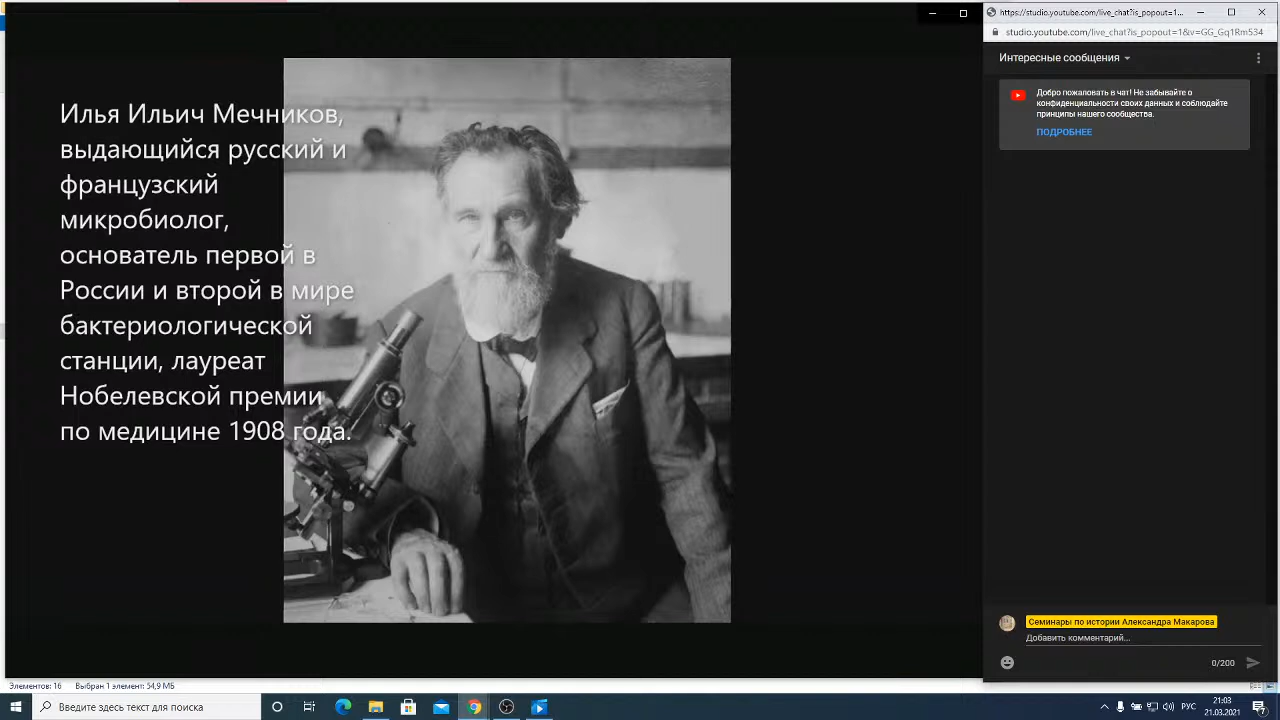 https://studio.youtube.com/live_chat?is_popout=1...
studio.youtube.com/live_chat?is_popout=1&v=GG_Gq1Rm534
Интересные сообщения
Добро пожаловать в чат! Не забывайте о
конфиденциальности своих данных и соблюдайте
принципы нашего сообщества.
ПОДРОБНЕЕ
Илья Ильич Мечников,
выдающийся русский и
французский
микробиолог,
основатель первой в
России и второй в мире
бактериологической
станции, лауреат
Нобелевской премии
по медицине 1908 года.
Семинары по истории Александра Макарова
Добавить комментарий...
0/200
Элементов: 16 Выбран 1 элемент: 54,9 МБ
Введите здесь текст для поиска
РУС
21:03
21.03.2021